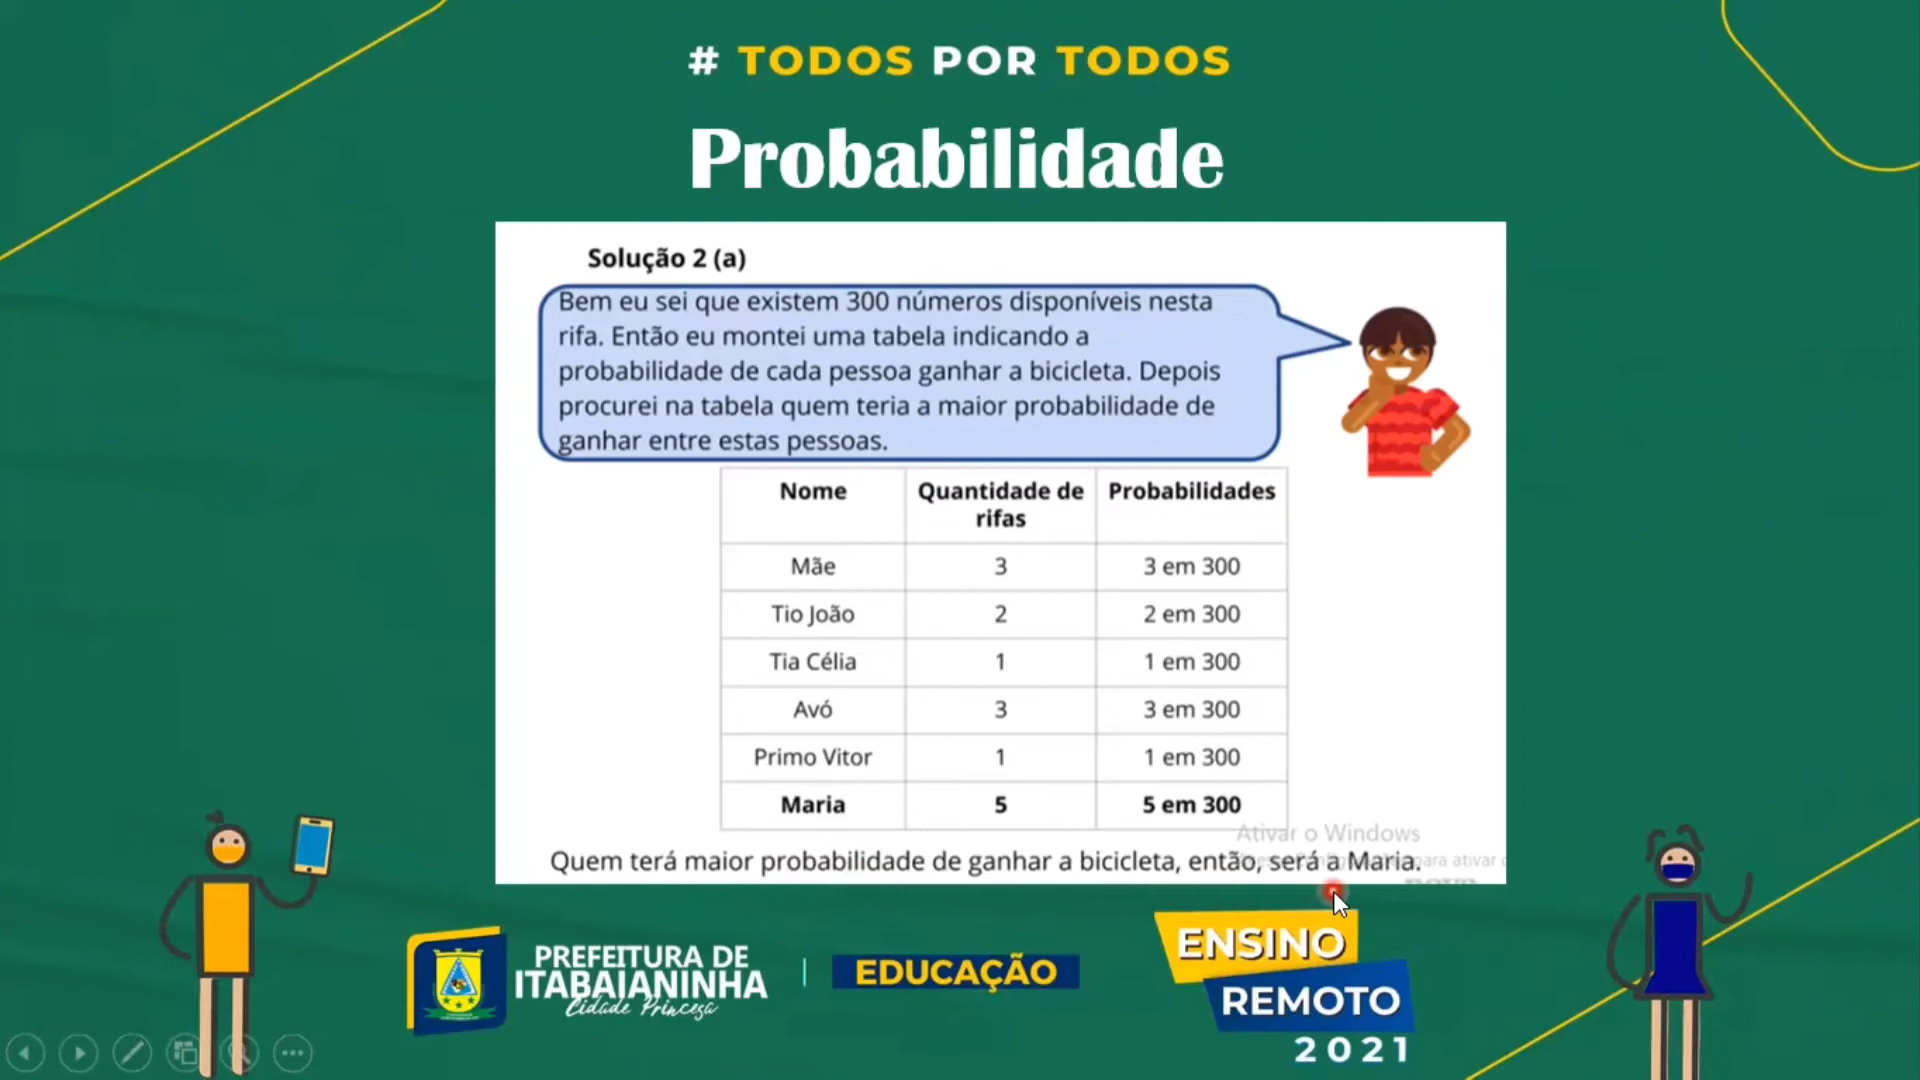 # TODOS POR TODOS
Probabilidade
Solução 2 (a)
Bem eu sei que existem 300 números disponíveis nesta
rifa. Então eu montei uma tabela indicando a
probabilidade de cada pessoa ganhar a bicicleta. Depois
procurei na tabela quem teria a maior probabilidade de
ganhar entre estas pessoas.
Nome Quantidade de rifas Probabilidades
Mãe 3 3 em 300
Tio João 2 2 em 300
Tia Célia 1 1 em 300
Avó 3 3 em 300
Primo Vitor 1 1 em 300
Maria 5 5 em 300
Ativar o Windows
para ativar
Quem terá maior probabilidade de ganhar a bicicleta, então, será a Maria.
PREFEITURA DE
ITABAIANINHA
Cidade Princesa
EDUCAÇÃO
ENSINO
REMOTO
2021